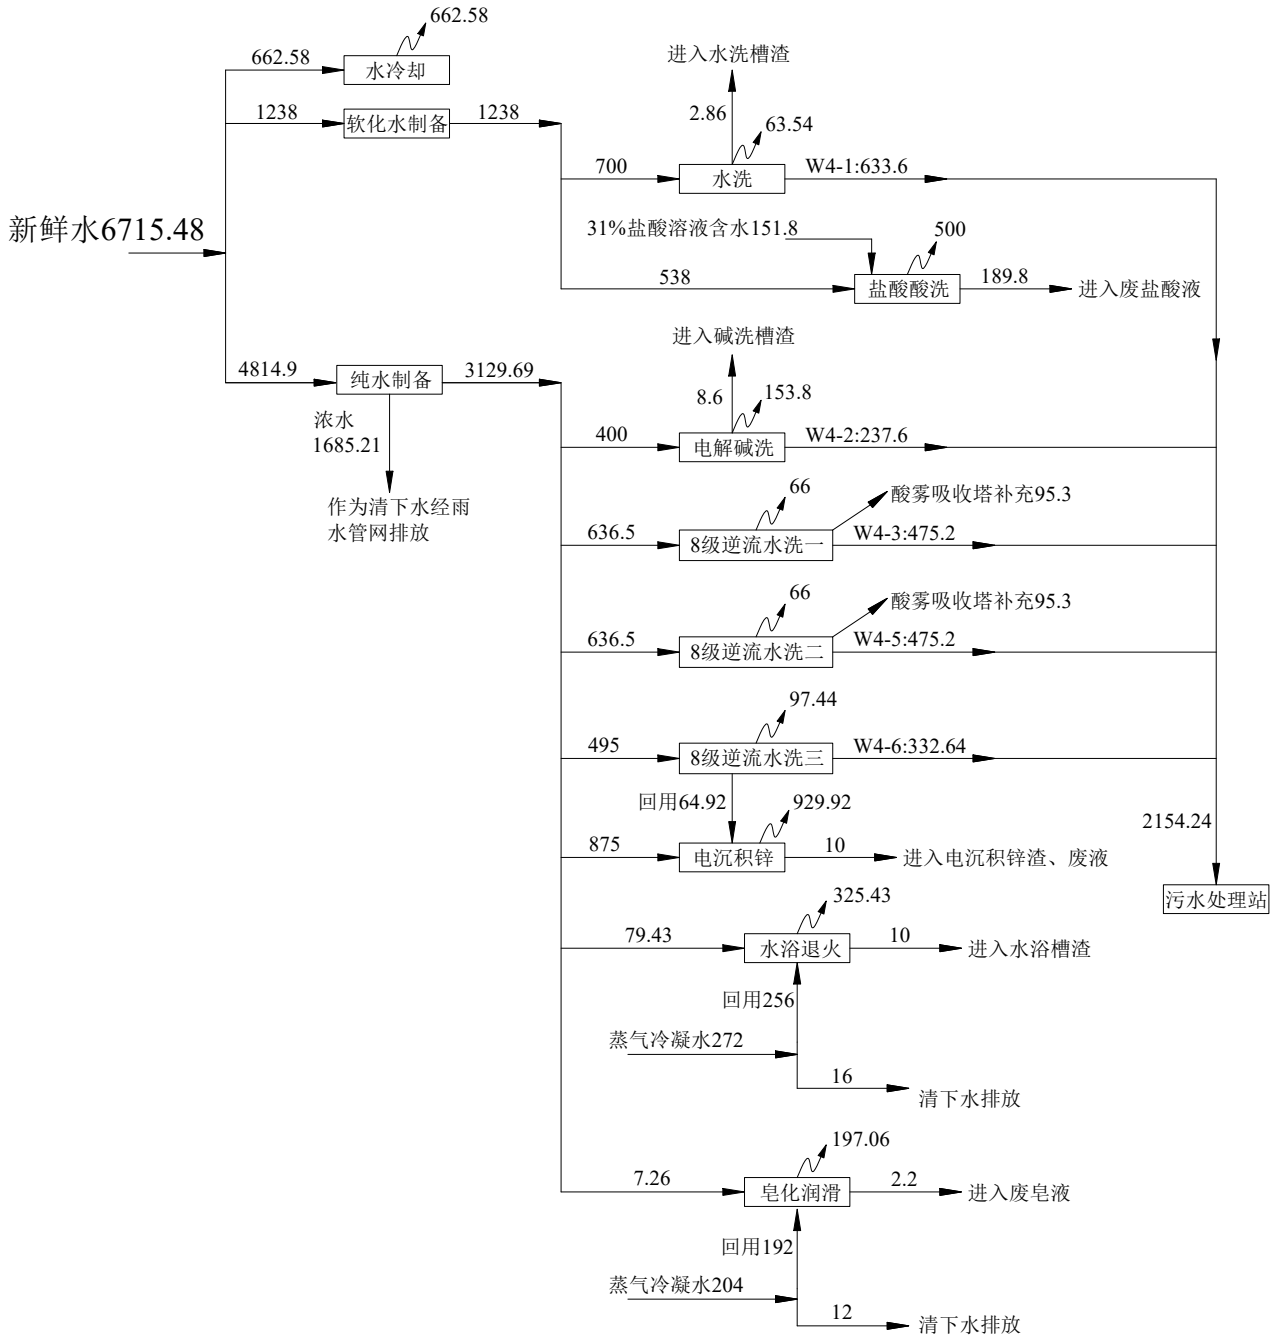 662.58
662.58
水冷却
进入水洗槽渣
1238
软化水制备
1238
2.86
63.54
700
水洗
W4-1:633.6
新鲜水6715.48
31%盐酸溶液含水151.8
500
538
盐酸酸洗
189.8
进入废盐酸液
进入碱洗槽渣
4814.9
纯水制备
3129.69
8.6
153.8
浓水
1685.21
400
电解碱洗
W4-2:237.6
作为清下水经雨
水管网排放
66
酸雾吸收塔补充95.3
636.5
8级逆流水洗一
W4-3:475.2
66
酸雾吸收塔补充95.3
636.5
8级逆流水洗二
W4-5:475.2
97.44
495
8级逆流水洗三
W4-6:332.64
回用64.92
929.92
2154.24
875
电沉积锌
10
进入电沉积锌渣、废液
污水处理站
325.43
79.43
水浴退火
10
进入水浴槽渣
回用256
蒸气冷凝水272
16
清下水排放
197.06
7.26
皂化润滑
2.2
进入废皂液
回用192
蒸气冷凝水204
12
清下水排放